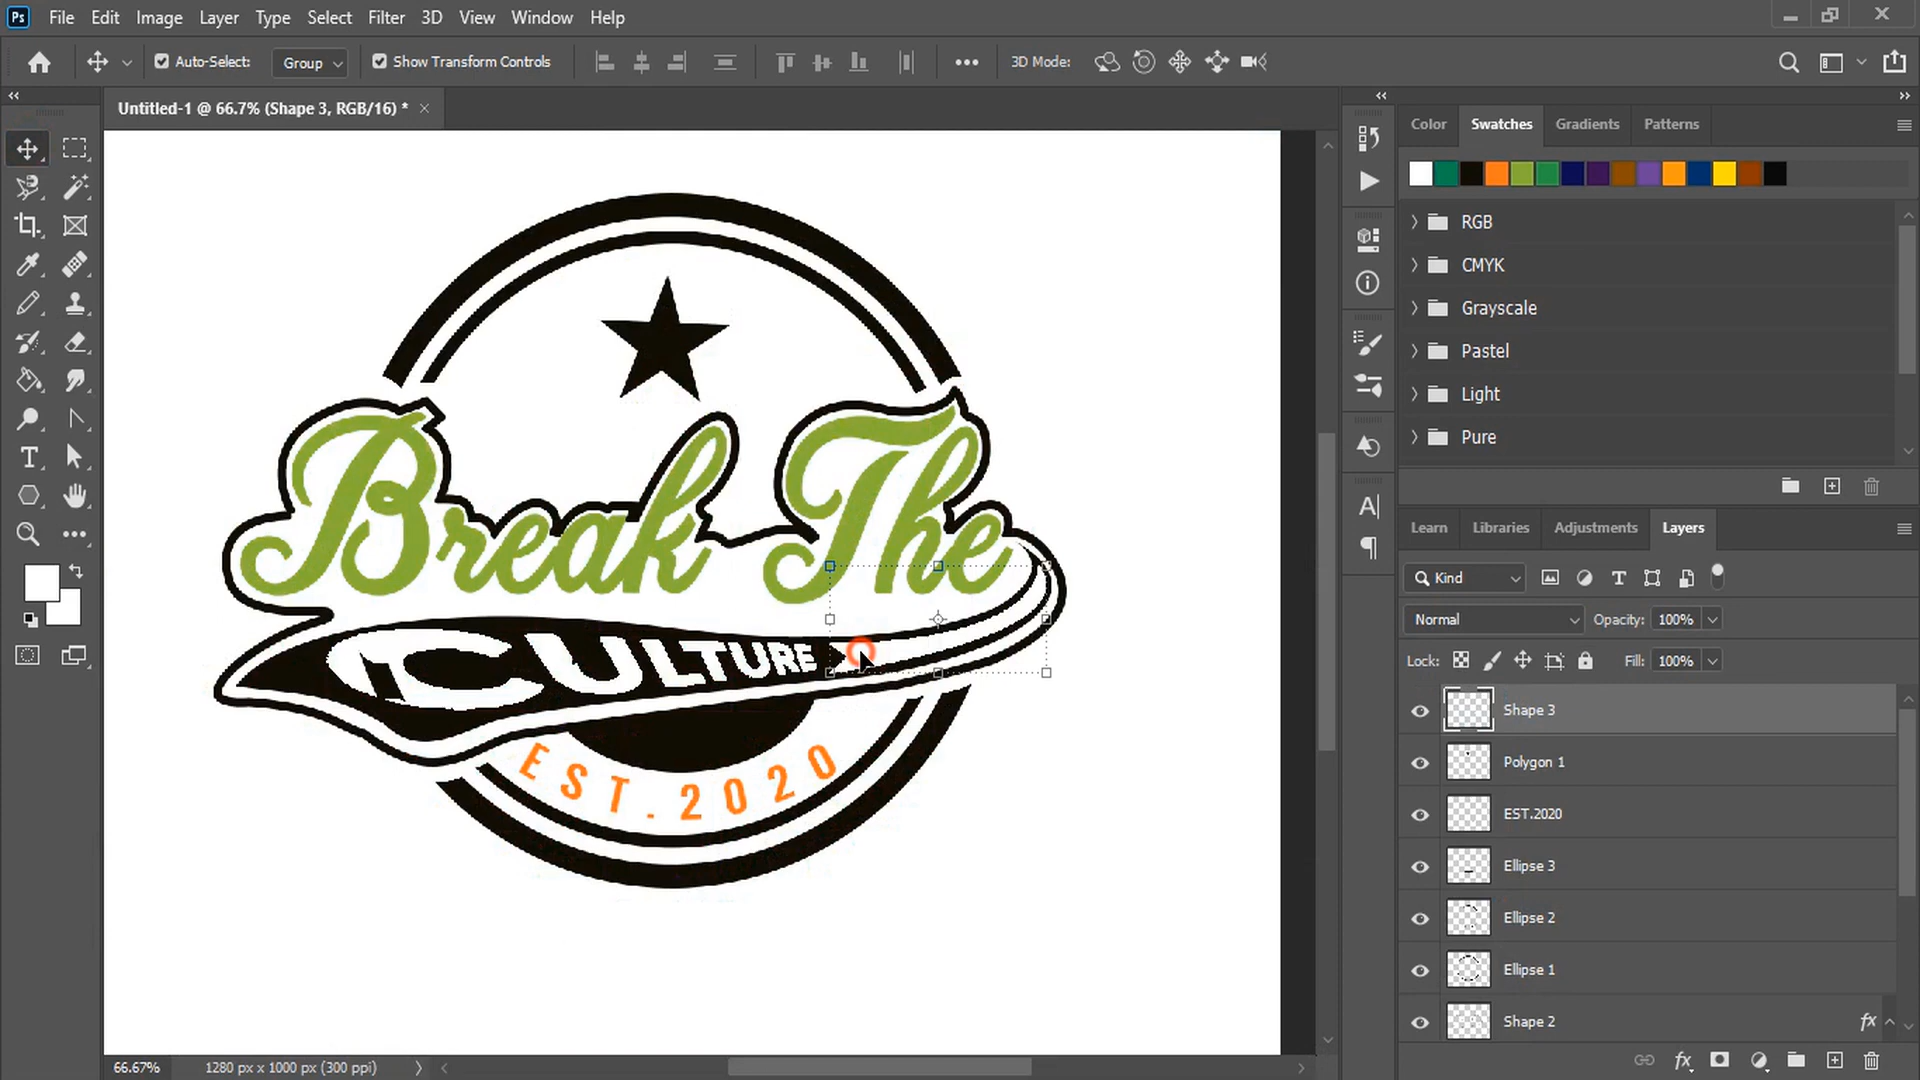 Ps File Edit Image Layer Type Select Filter 3D View Window Help
Auto-Select: Group Show Transform Controls ••• 3D Mode:
Untitled-1 @ 66.7% (Shape 3, RGB/16) * ×
Color Swatches Gradients Patterns
RGB
CMYK
Grayscale
Pastel
Light
Pure
Break The
CULTURE
EST.2020
Learn Libraries Adjustments Layers
Kind
Normal Opacity: 100%
Lock: Fill: 100%
Shape 3
Polygon 1
EST.2020
Ellipse 3
Ellipse 2
Ellipse 1
Shape 2 fx
66.67% 1280 px x 1000 px (300 ppi)
fx